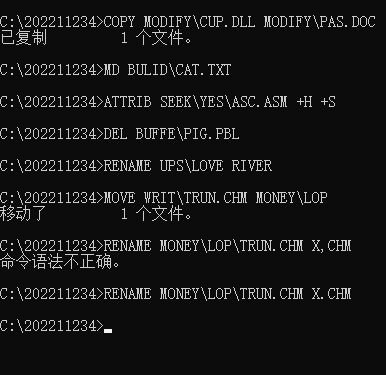 C:\202211234>COPY MODIFY\CUP.DLL MODIFY\PAS.DOC
已复制         1 个文件。
C:\202211234>MD BULID\CAT.TXT
C:\202211234>ATTRIB SEEK\YES\ASC.ASM +H +S
C:\202211234>DEL BUFFE\PIG.PBL
C:\202211234>RENAME UPS\LOVE RIVER
C:\202211234>MOVE WRIT\TRUN.CHM MONEY\LOP
移动了         1 个文件。
C:\202211234>RENAME MONEY\LOP\TRUN.CHM X,CHM
命令语法不正确。
C:\202211234>RENAME MONEY\LOP\TRUN.CHM X.CHM
C:\202211234>